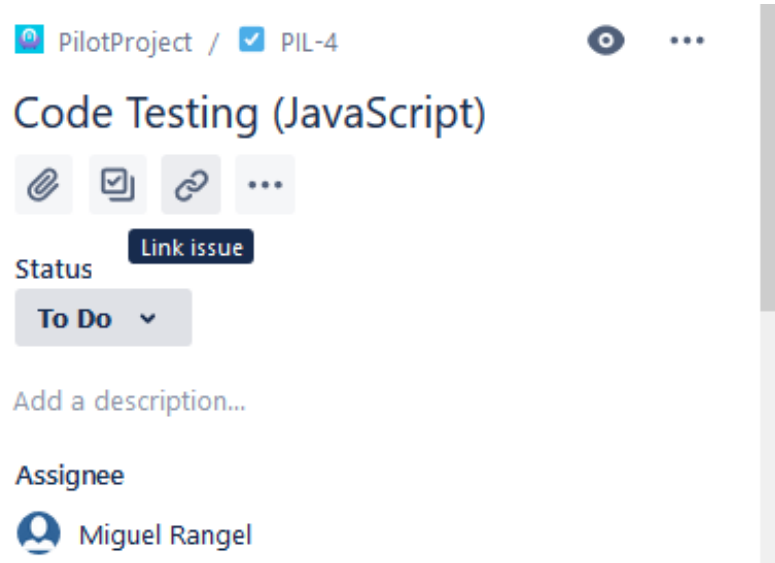 PilotProject / PIL-4
Code Testing (JavaScript)
Link issue
Status
To Do
Add a description...
Assignee
Miguel Rangel